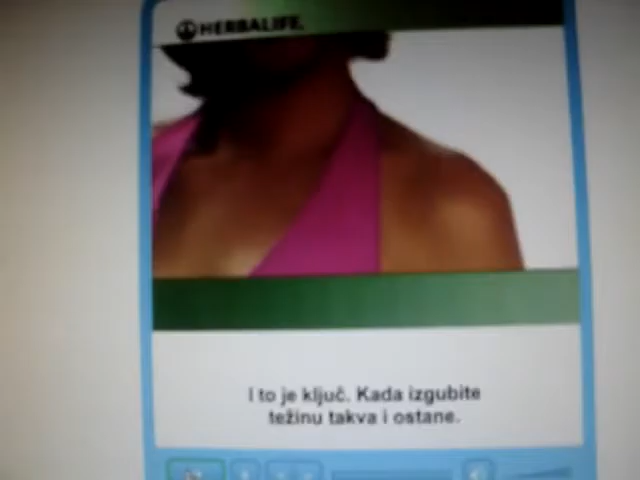 HERBALIFE.
I to je ključ. Kada izgubite
težinu takva i ostane.